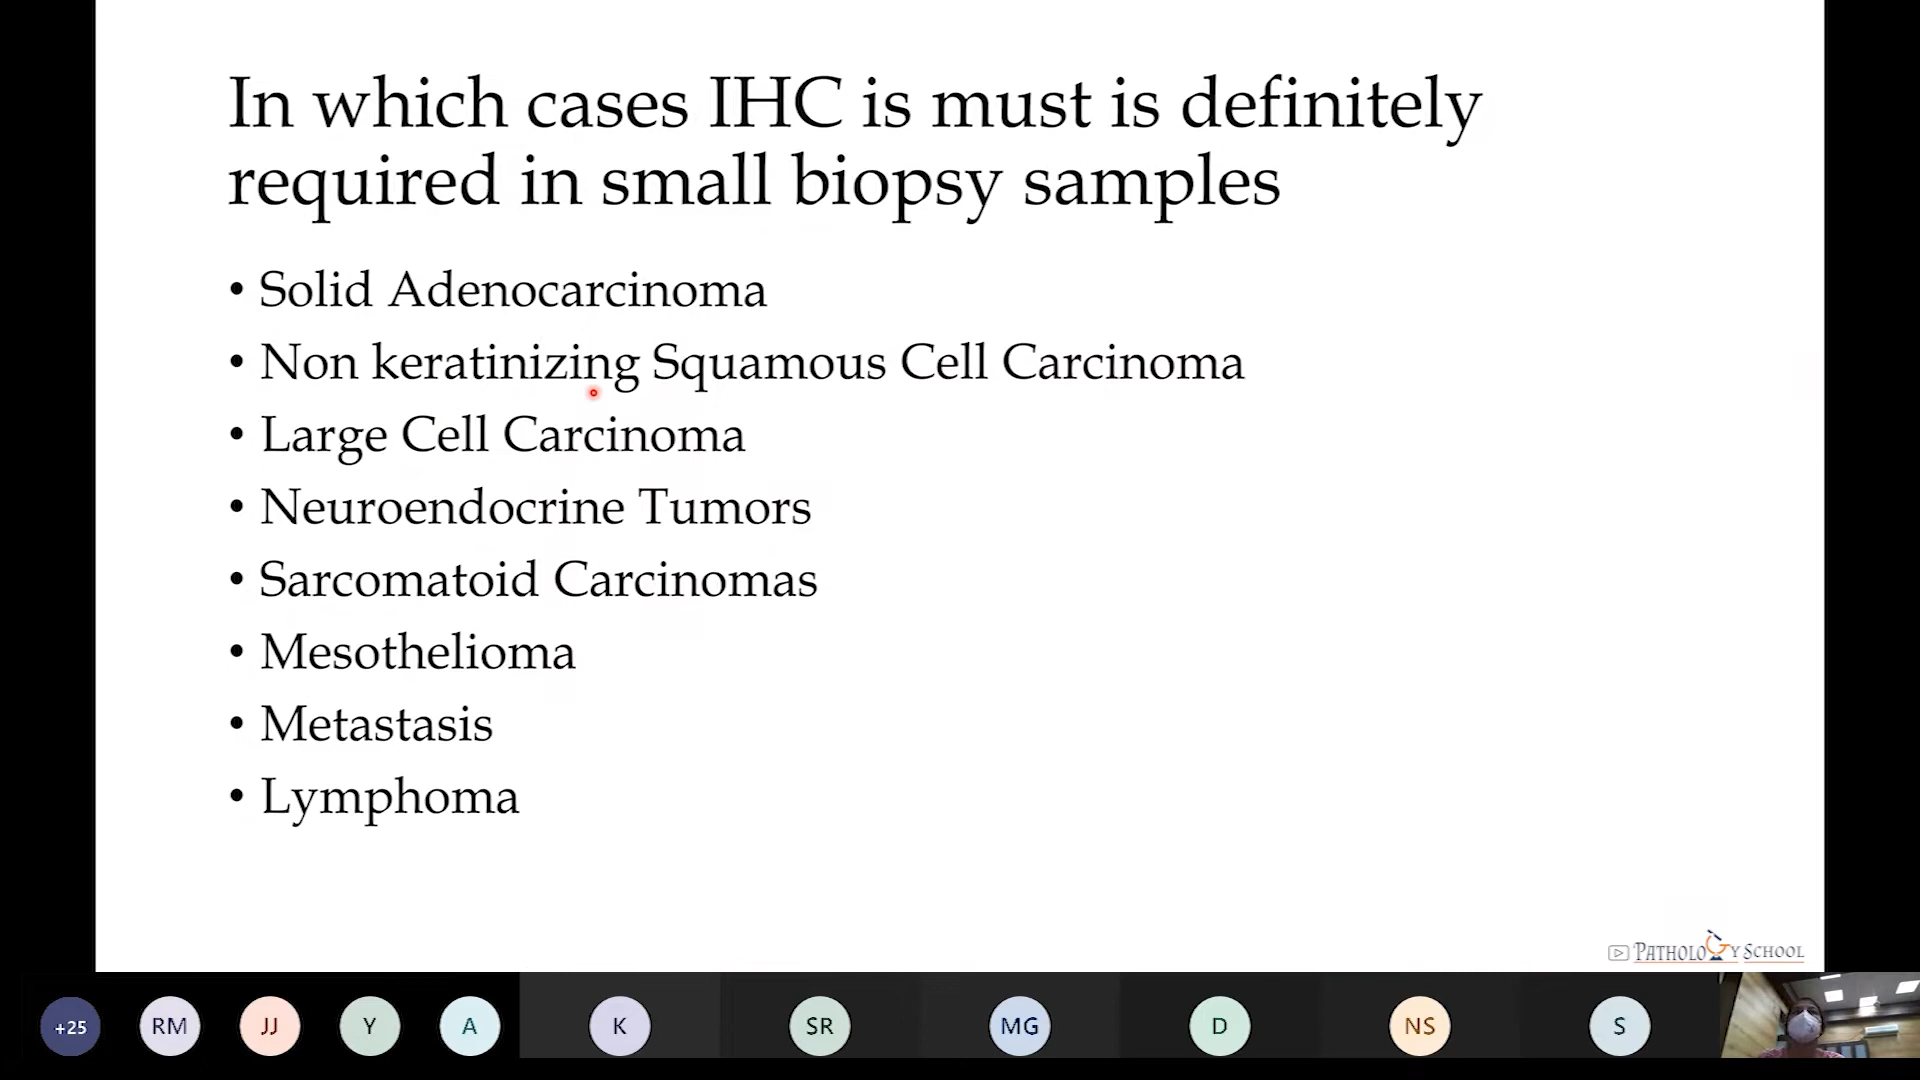 In which cases IHC is must is definitely
required in small biopsy samples
• Solid Adenocarcinoma
• Non keratinizing Squamous Cell Carcinoma
• Large Cell Carcinoma
• Neuroendocrine Tumors
• Sarcomatoid Carcinomas
• Mesothelioma
• Metastasis
• Lymphoma
PATHOLOGY SCHOOL
+25 RM JJ Y A K SR MG D NS S